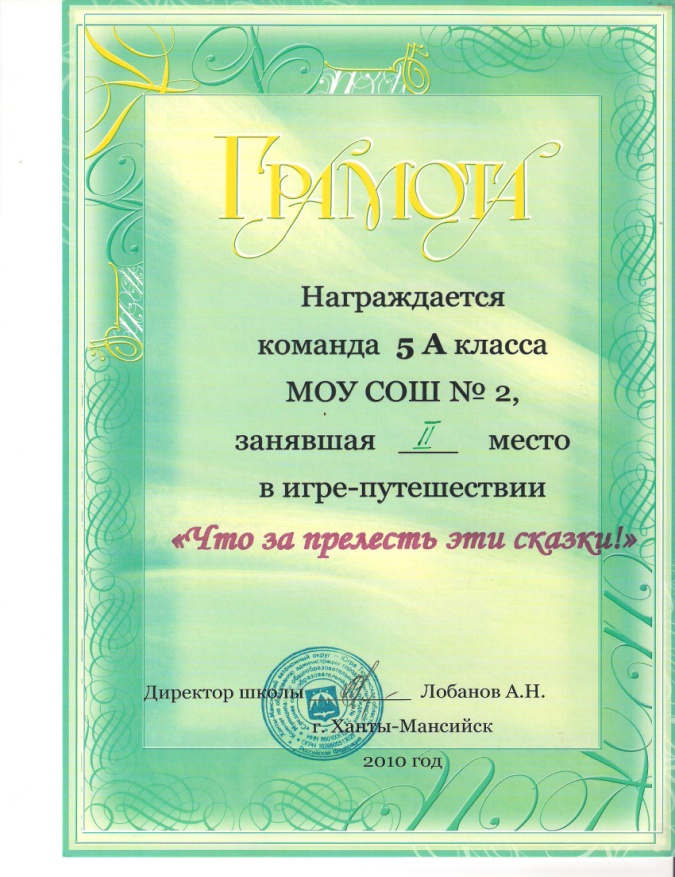 Грамота
Награждается
команда 5 А класса
МОУ СОШ № 2,
занявшая II место
в игре-путешествии
«Что за прелесть эти сказки!»
Директор школы Лобанов А.Н.
г. Ханты-Мансийск
2010 год